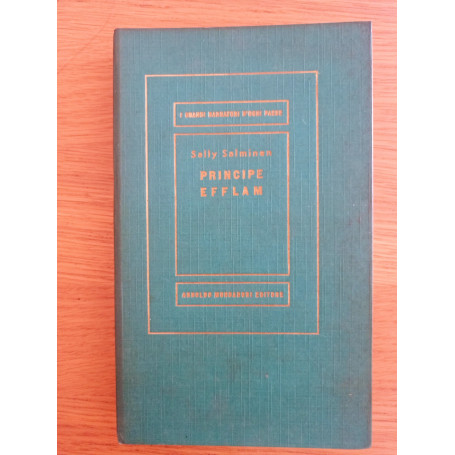 I GRANDI NARRATORI D'OGNI PAESE
Sally Salminen
PRINCIPE
EFFLAM
ARNOLDO MONDADORI EDITORE